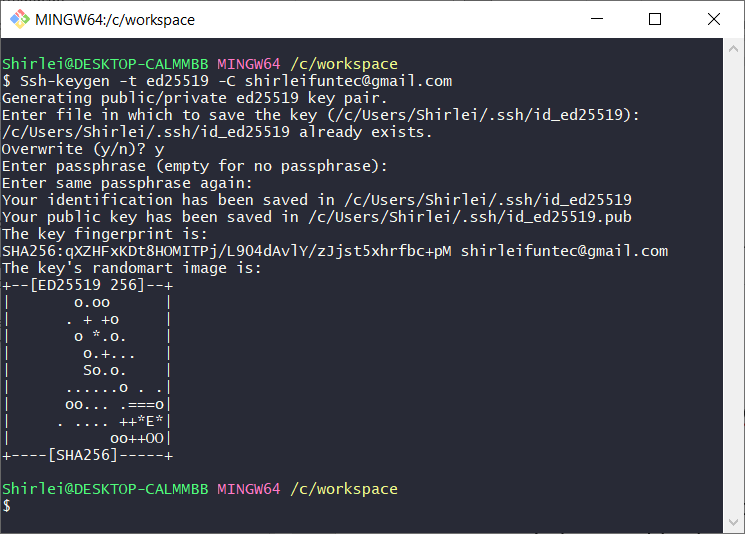 MINGW64:/c/workspace
Shirlei@DESKTOP-CALMMBB MINGW64 /c/workspace
$ Ssh-keygen -t ed25519 -C shirleifuntec@gmail.com
Generating public/private ed25519 key pair.
Enter file in which to save the key (/c/Users/Shirlei/.ssh/id_ed25519):
/c/Users/Shirlei/.ssh/id_ed25519 already exists.
Overwrite (y/n)? y
Enter passphrase (empty for no passphrase):
Enter same passphrase again:
Your identification has been saved in /c/Users/Shirlei/.ssh/id_ed25519
Your public key has been saved in /c/Users/Shirlei/.ssh/id_ed25519.pub
The key fingerprint is:
SHA256:qXZHFxKDt8HOMITPj/L9O4dAvlY/zJjst5xhrfbc+pM shirleifuntec@gmail.com
The key's randomart image is:
+--[ED25519 256]--+
|       o.oo      |
|      . + +o     |
|       o *.o.    |
|        o.+...   |
|        So.o.    |
|      ......o . .|
|      oo... .===o|
|     . .... ++*E*|
|           oo++OO|
+----[SHA256]-----+
Shirlei@DESKTOP-CALMMBB MINGW64 /c/workspace
$